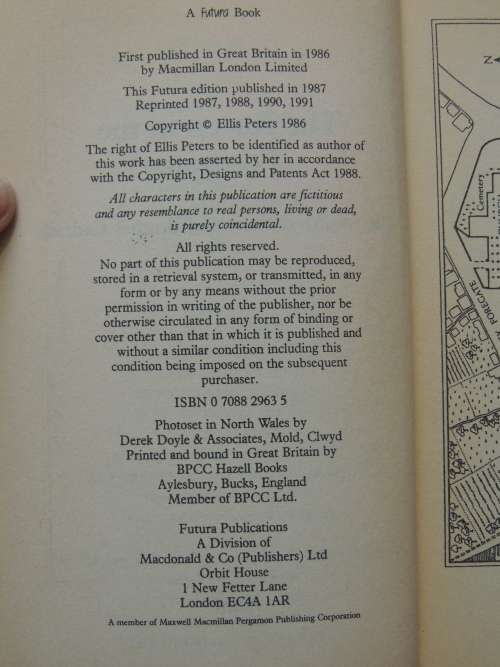 A Futura Book
First published in Great Britain in 1986
by Macmillan London Limited
This Futura edition published in 1987
Reprinted 1987, 1988, 1990, 1991
Copyright © Ellis Peters 1986
The right of Ellis Peters to be identified as author of
this work has been asserted by her in accordance
with the Copyright, Designs and Patents Act 1988.
All characters in this publication are fictitious
and any resemblance to real persons, living or dead,
is purely coincidental.
All rights reserved.
No part of this publication may be reproduced,
stored in a retrieval system, or transmitted, in any
form or by any means without the prior
permission in writing of the publisher, nor be
otherwise circulated in any form of binding or
cover other than that in which it is published and
without a similar condition including this
condition being imposed on the subsequent
purchaser.
ISBN 0 7088 2963 5
Photoset in North Wales by
Derek Doyle & Associates, Mold, Clwyd
Printed and bound in Great Britain by
BPCC Hazell Books
Aylesbury, Bucks, England
Member of BPCC Ltd.
Futura Publications
A Division of
Macdonald & Co (Publishers) Ltd
Orbit House
1 New Fetter Lane
London EC4A 1AR
A member of Maxwell Macmillan Pergamon Publishing Corporation
N
Cemetery
FOREGATE